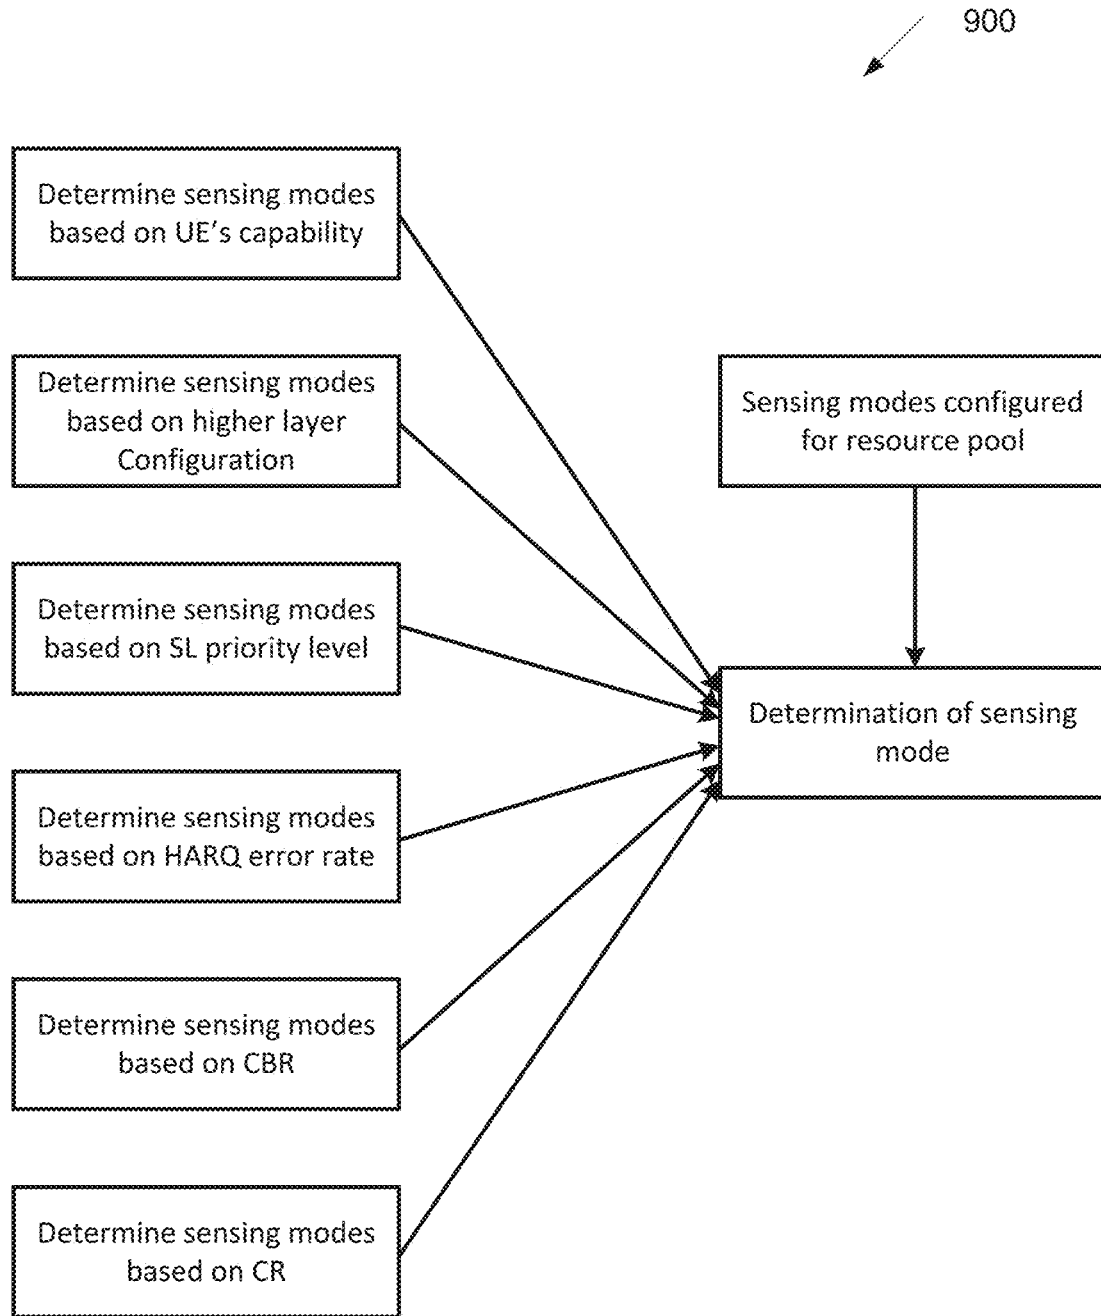 900
Determine sensing modes
based on UE's capability
Determine sensing modes
based on higher layer
Configuration
Sensing modes configured
for resource pool
Determine sensing modes
based on SL priority level
Determination of sensing
mode
Determine sensing modes
based on HARQ error rate
Determine sensing modes
based on CBR
Determine sensing modes
based on CR